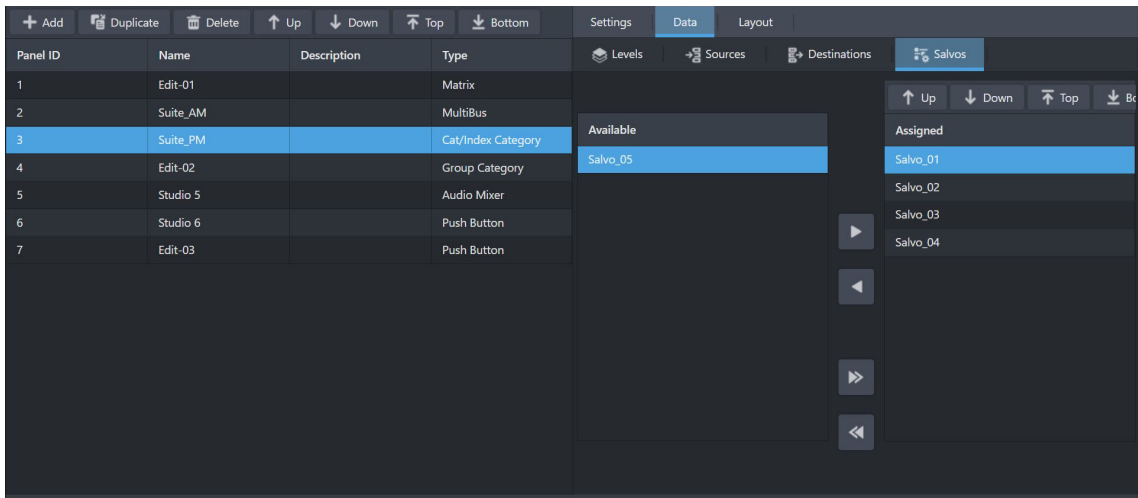 Add Duplicate Delete Up Down Top Bottom
Panel ID Name Description Type
1 Edit-01 Matrix
2 Suite_AM MultiBus
3 Suite_PM Cat/Index Category
4 Edit-02 Group Category
5 Studio 5 Audio Mixer
6 Studio 6 Push Button
7 Edit-03 Push Button
Settings Data Layout
Levels Sources Destinations Salvos
Available
Salvo_05
Up Down Top Bo
Assigned
Salvo_01
Salvo_02
Salvo_03
Salvo_04